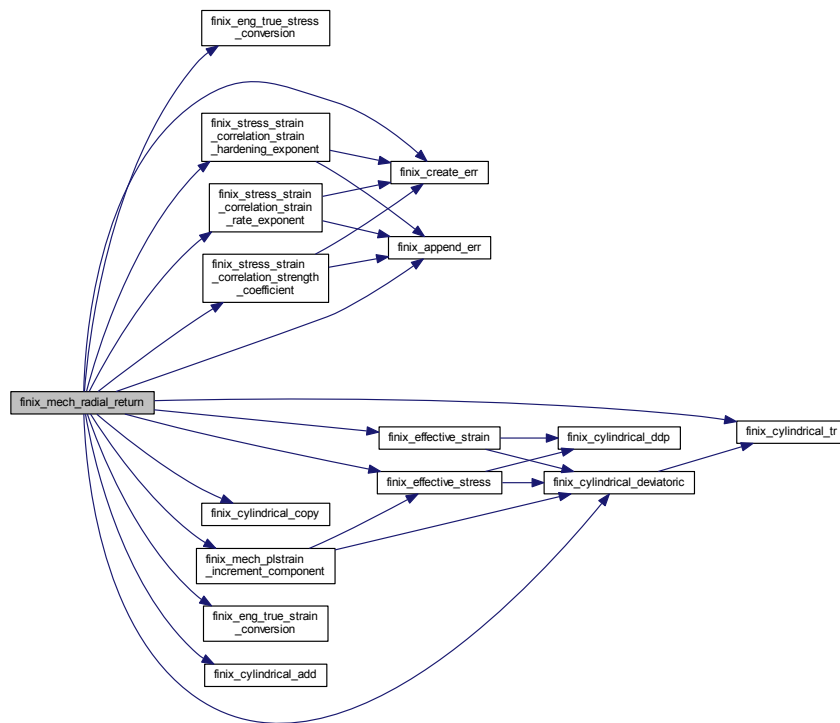 finix_eng_true_stress
_conversion
finix_stress_strain
_correlation_strain
_hardening_exponent
finix_create_err
finix_stress_strain
_correlation_strain
_rate_exponent
finix_append_err
finix_stress_strain
_correlation_strength
_coefficient
finix_mech_radial_return
finix_effective_strain
finix_cylindrical_ddp
finix_cylindrical_tr
finix_effective_stress
finix_cylindrical_deviatoric
finix_cylindrical_copy
finix_mech_plstrain
_increment_component
finix_eng_true_strain
_conversion
finix_cylindrical_add